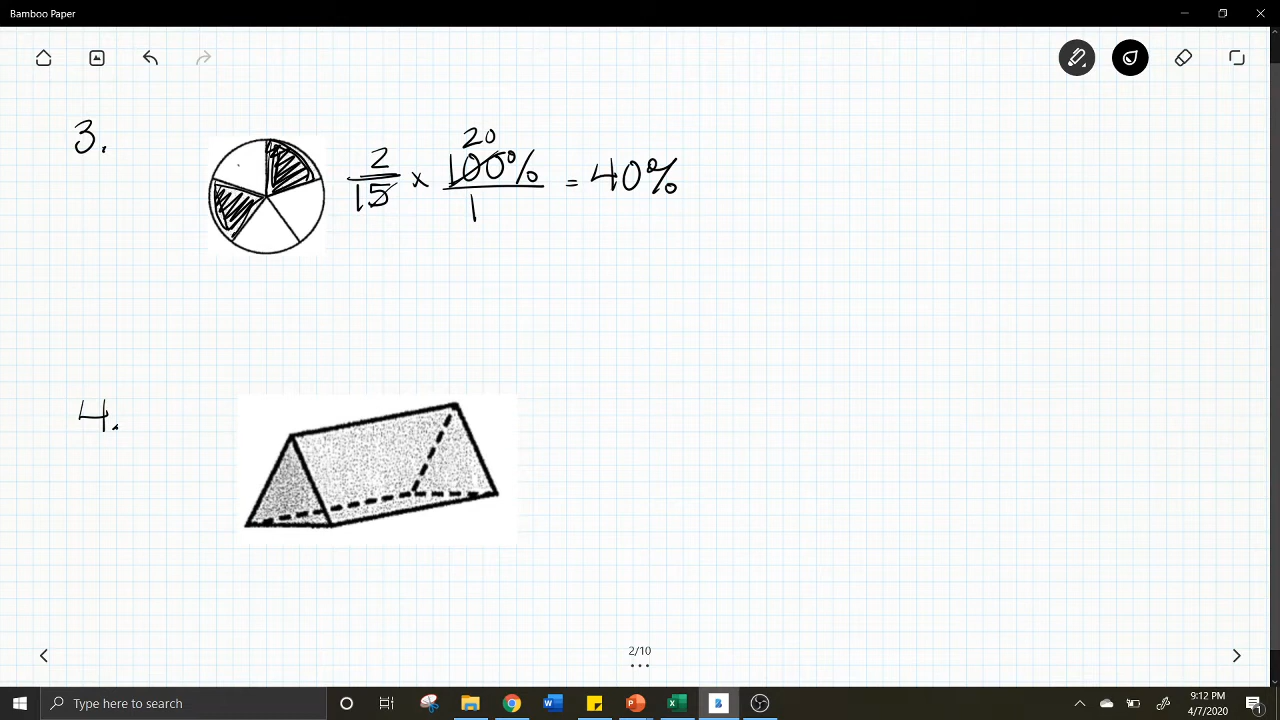 Bamboo Paper
3.
20
2/15 × 100%/1 = 40%
4.
2/10
Type here to search
9:12 PM
4/7/2020